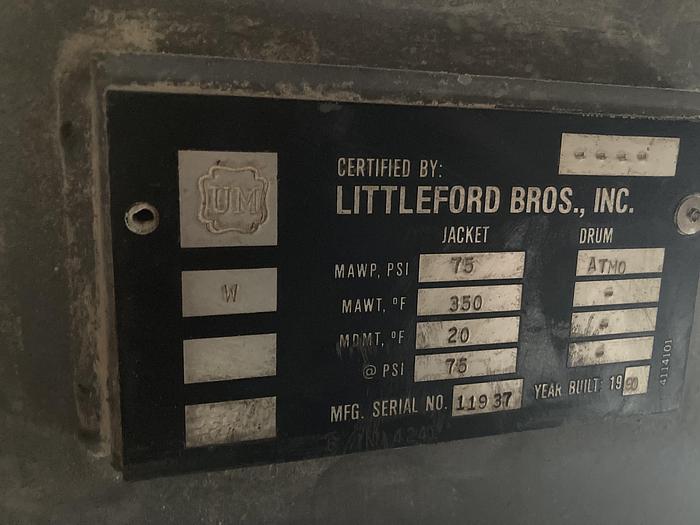 UM
W
CERTIFIED BY:
LITTLEFORD BROS., INC.
JACKET DRUM
MAWP, PSI 75 ATMO
MAWT, °F 350 -
MDMT, °F 20 -
@ PSI 75 -
MFG. SERIAL NO. 11937 YEAR BUILT: 1990
4114101